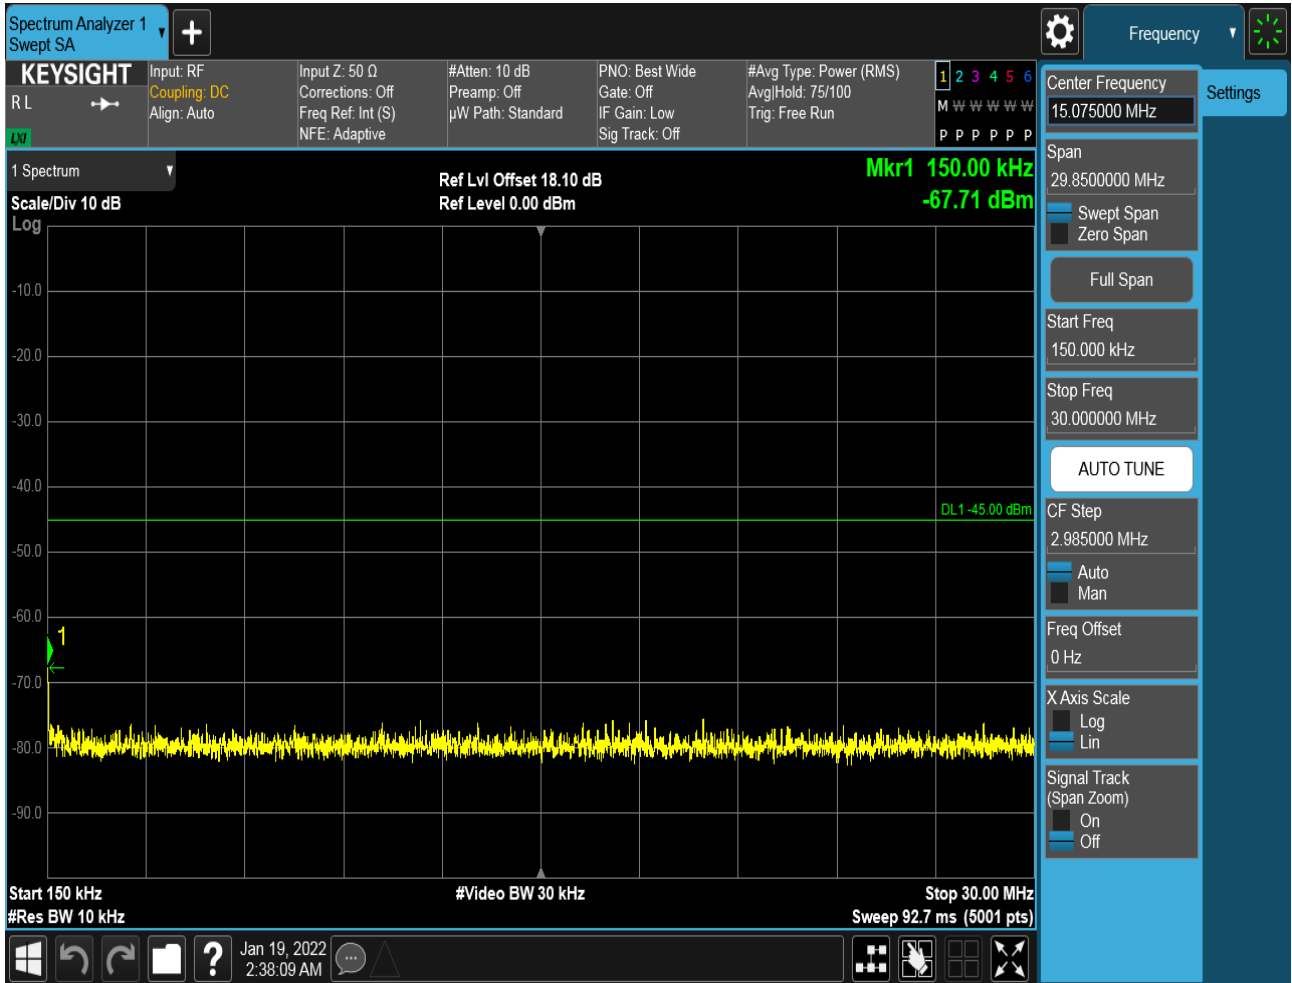 Spectrum Analyzer 1
Swept SA
Frequency
KEYSIGHT
R L
LXI
Input: RF
Coupling: DC
Align: Auto
Input Z: 50 Ω
Corrections: Off
Freq Ref: Int (S)
NFE: Adaptive
#Atten: 10 dB
Preamp: Off
µW Path: Standard
PNO: Best Wide
Gate: Off
IF Gain: Low
Sig Track: Off
#Avg Type: Power (RMS)
Avg|Hold: 75/100
Trig: Free Run
1 2 3 4 5 6
M W W W W W
P P P P P P
1 Spectrum
Scale/Div 10 dB
Log
Ref Lvl Offset 18.10 dB
Ref Level 0.00 dBm
Mkr1 150.00 kHz
-67.71 dBm
-10.0
-20.0
-30.0
-40.0
DL1 -45.00 dBm
-50.0
-60.0
1
-70.0
-80.0
-90.0
Start 150 kHz
#Res BW 10 kHz
#Video BW 30 kHz
Stop 30.00 MHz
Sweep 92.7 ms (5001 pts)
Center Frequency
15.075000 MHz
Settings
Span
29.8500000 MHz
Swept Span
Zero Span
Full Span
Start Freq
150.000 kHz
Stop Freq
30.000000 MHz
AUTO TUNE
CF Step
2.985000 MHz
Auto
Man
Freq Offset
0 Hz
X Axis Scale
Log
Lin
Signal Track
(Span Zoom)
On
Off
?
Jan 19, 2022
2:38:09 AM